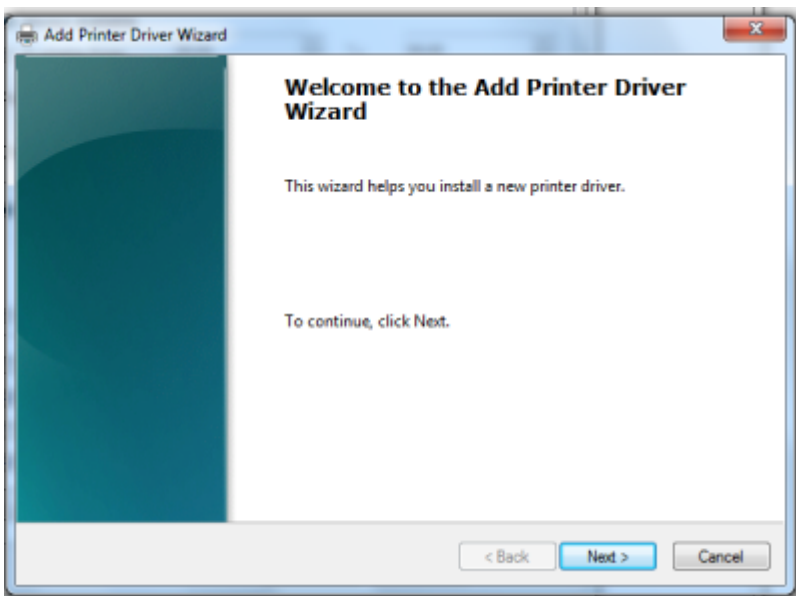 Add Printer Driver Wizard
Welcome to the Add Printer Driver
Wizard
This wizard helps you install a new printer driver.
To continue, click Next.
< Back Next > Cancel